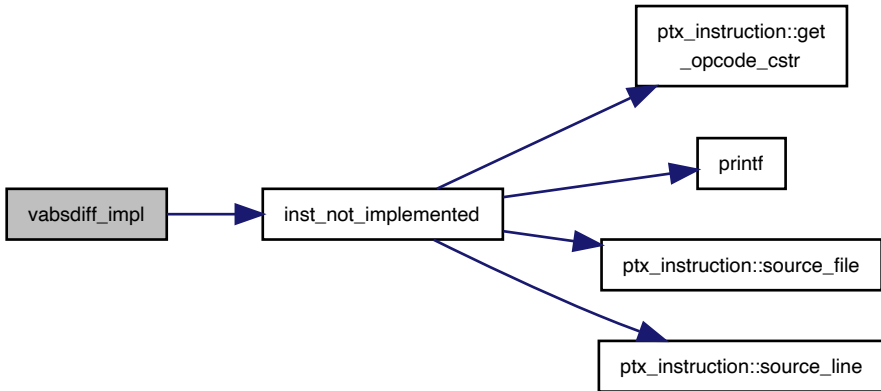 vabsdiff_impl
inst_not_implemented
ptx_instruction::get
_opcode_cstr
printf
ptx_instruction::source_file
ptx_instruction::source_line